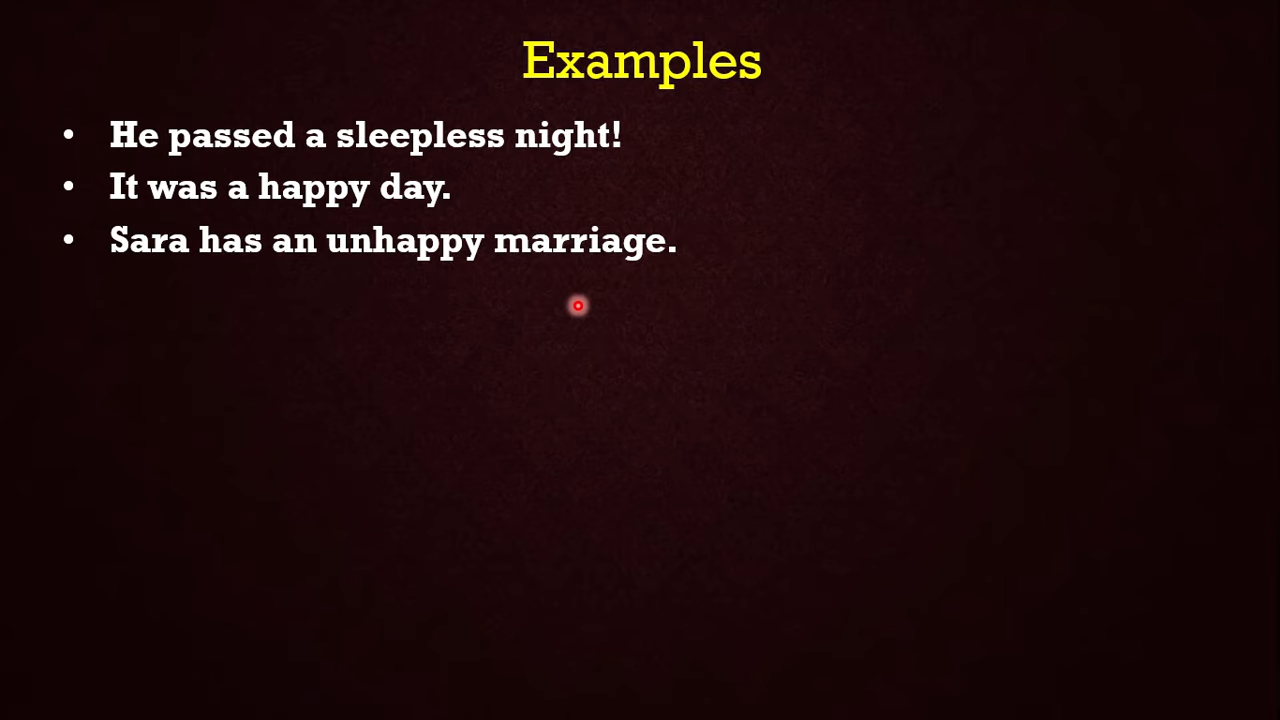 Examples
• He passed a sleepless night!
• It was a happy day.
• Sara has an unhappy marriage.